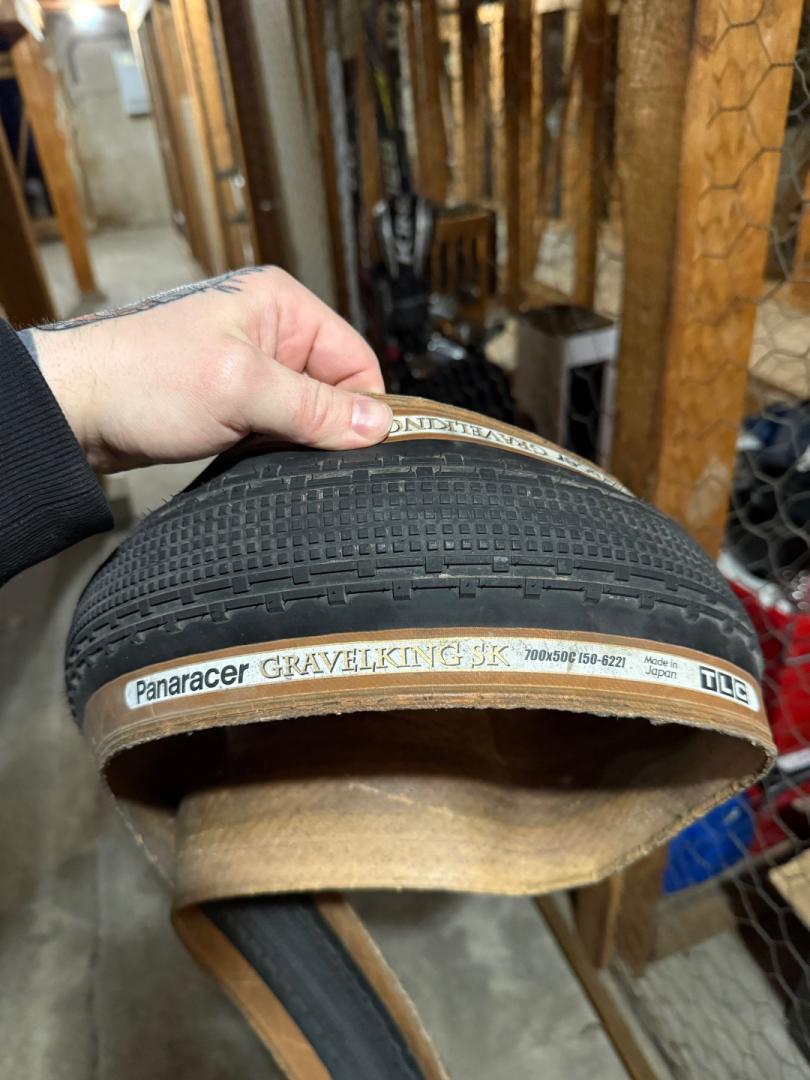 GRAVELKING
Panaracer GRAVELKING SK 700x50C [50-622] Made in Japan TLC